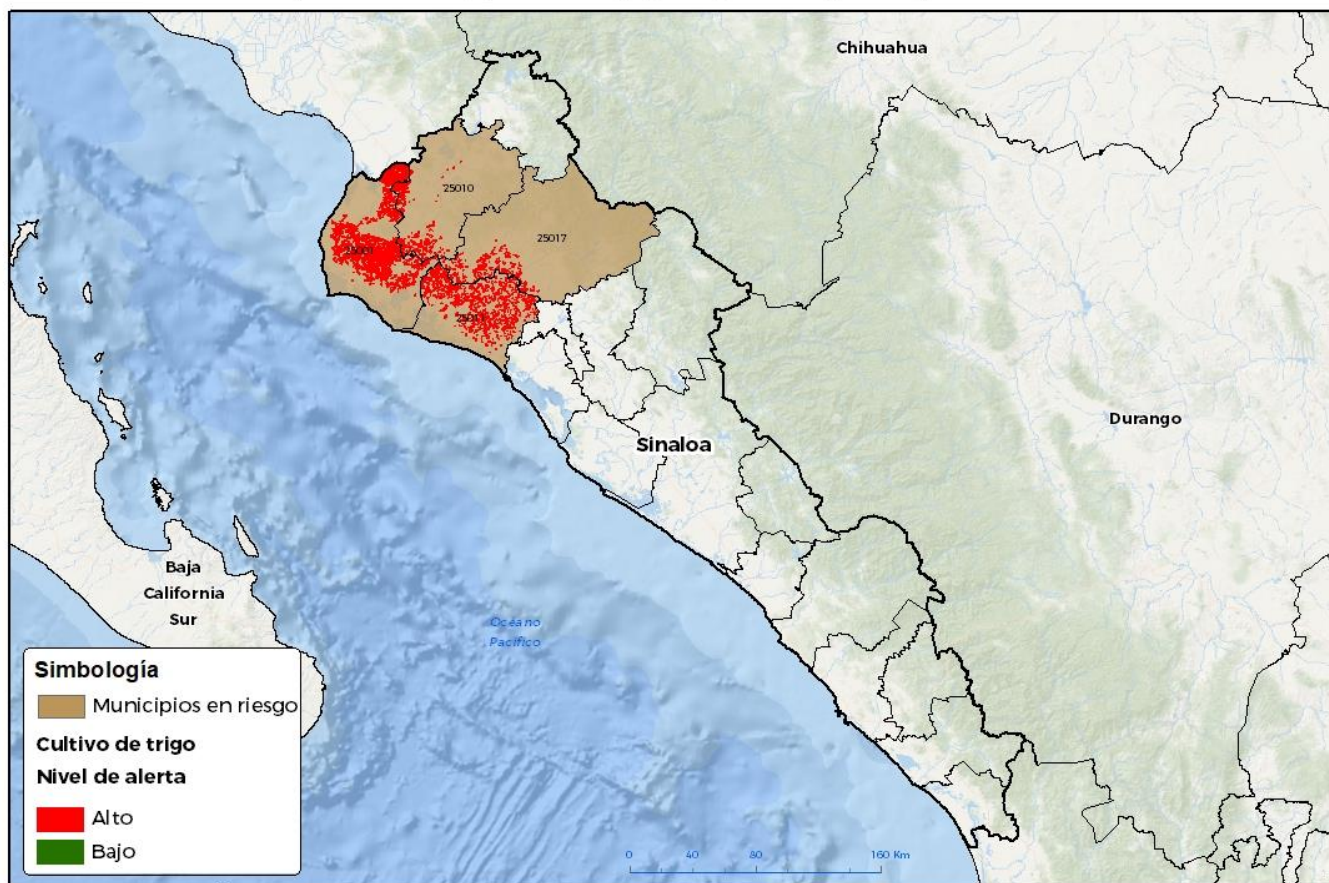 Chihuahua
25010
25017
Durango
Sinaloa
Baja
California
Sur
Océano
Pacífico
Simbología
Municipios en riesgo
Cultivo de trigo
Nivel de alerta
Alto
Bajo
0 40 80 160 Km